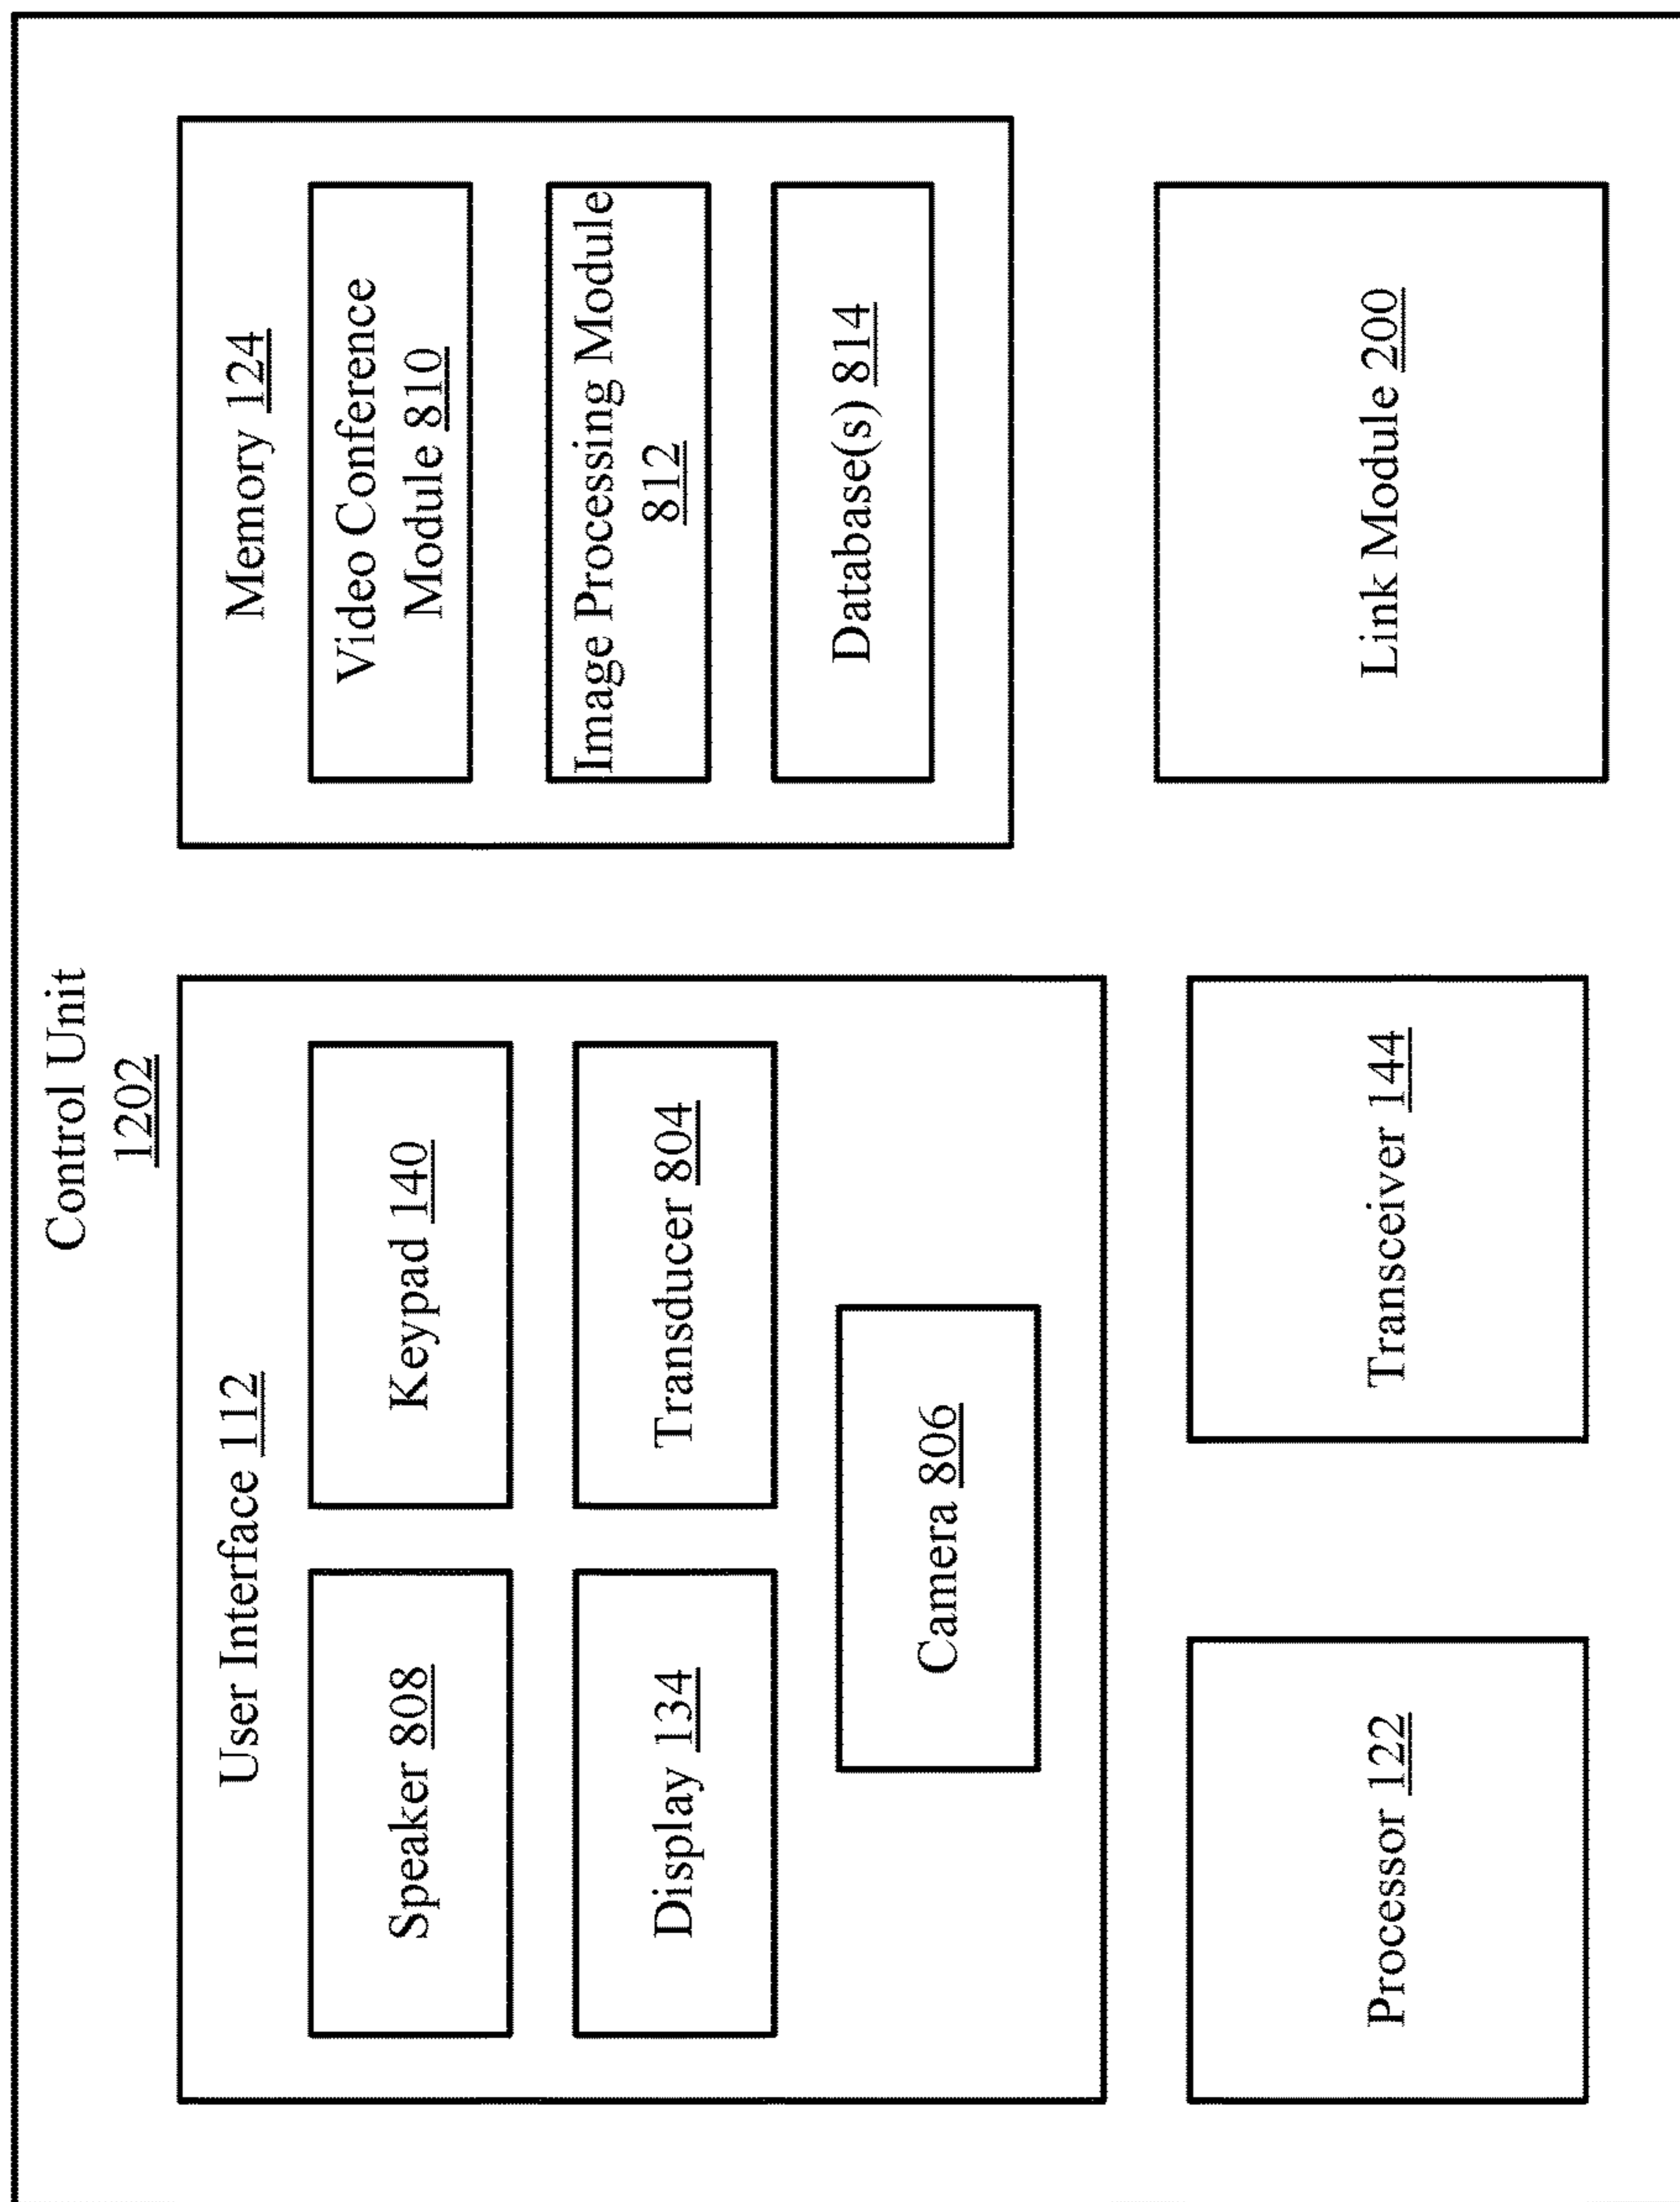 Control Unit
1202
User Interface 112
Speaker 808
Keypad 140
Display 134
Transducer 804
Camera 806
Processor 122
Transceiver 144
Memory 124
Video Conference
Module 810
Image Processing Module
812
Database(s) 814
Link Module 200